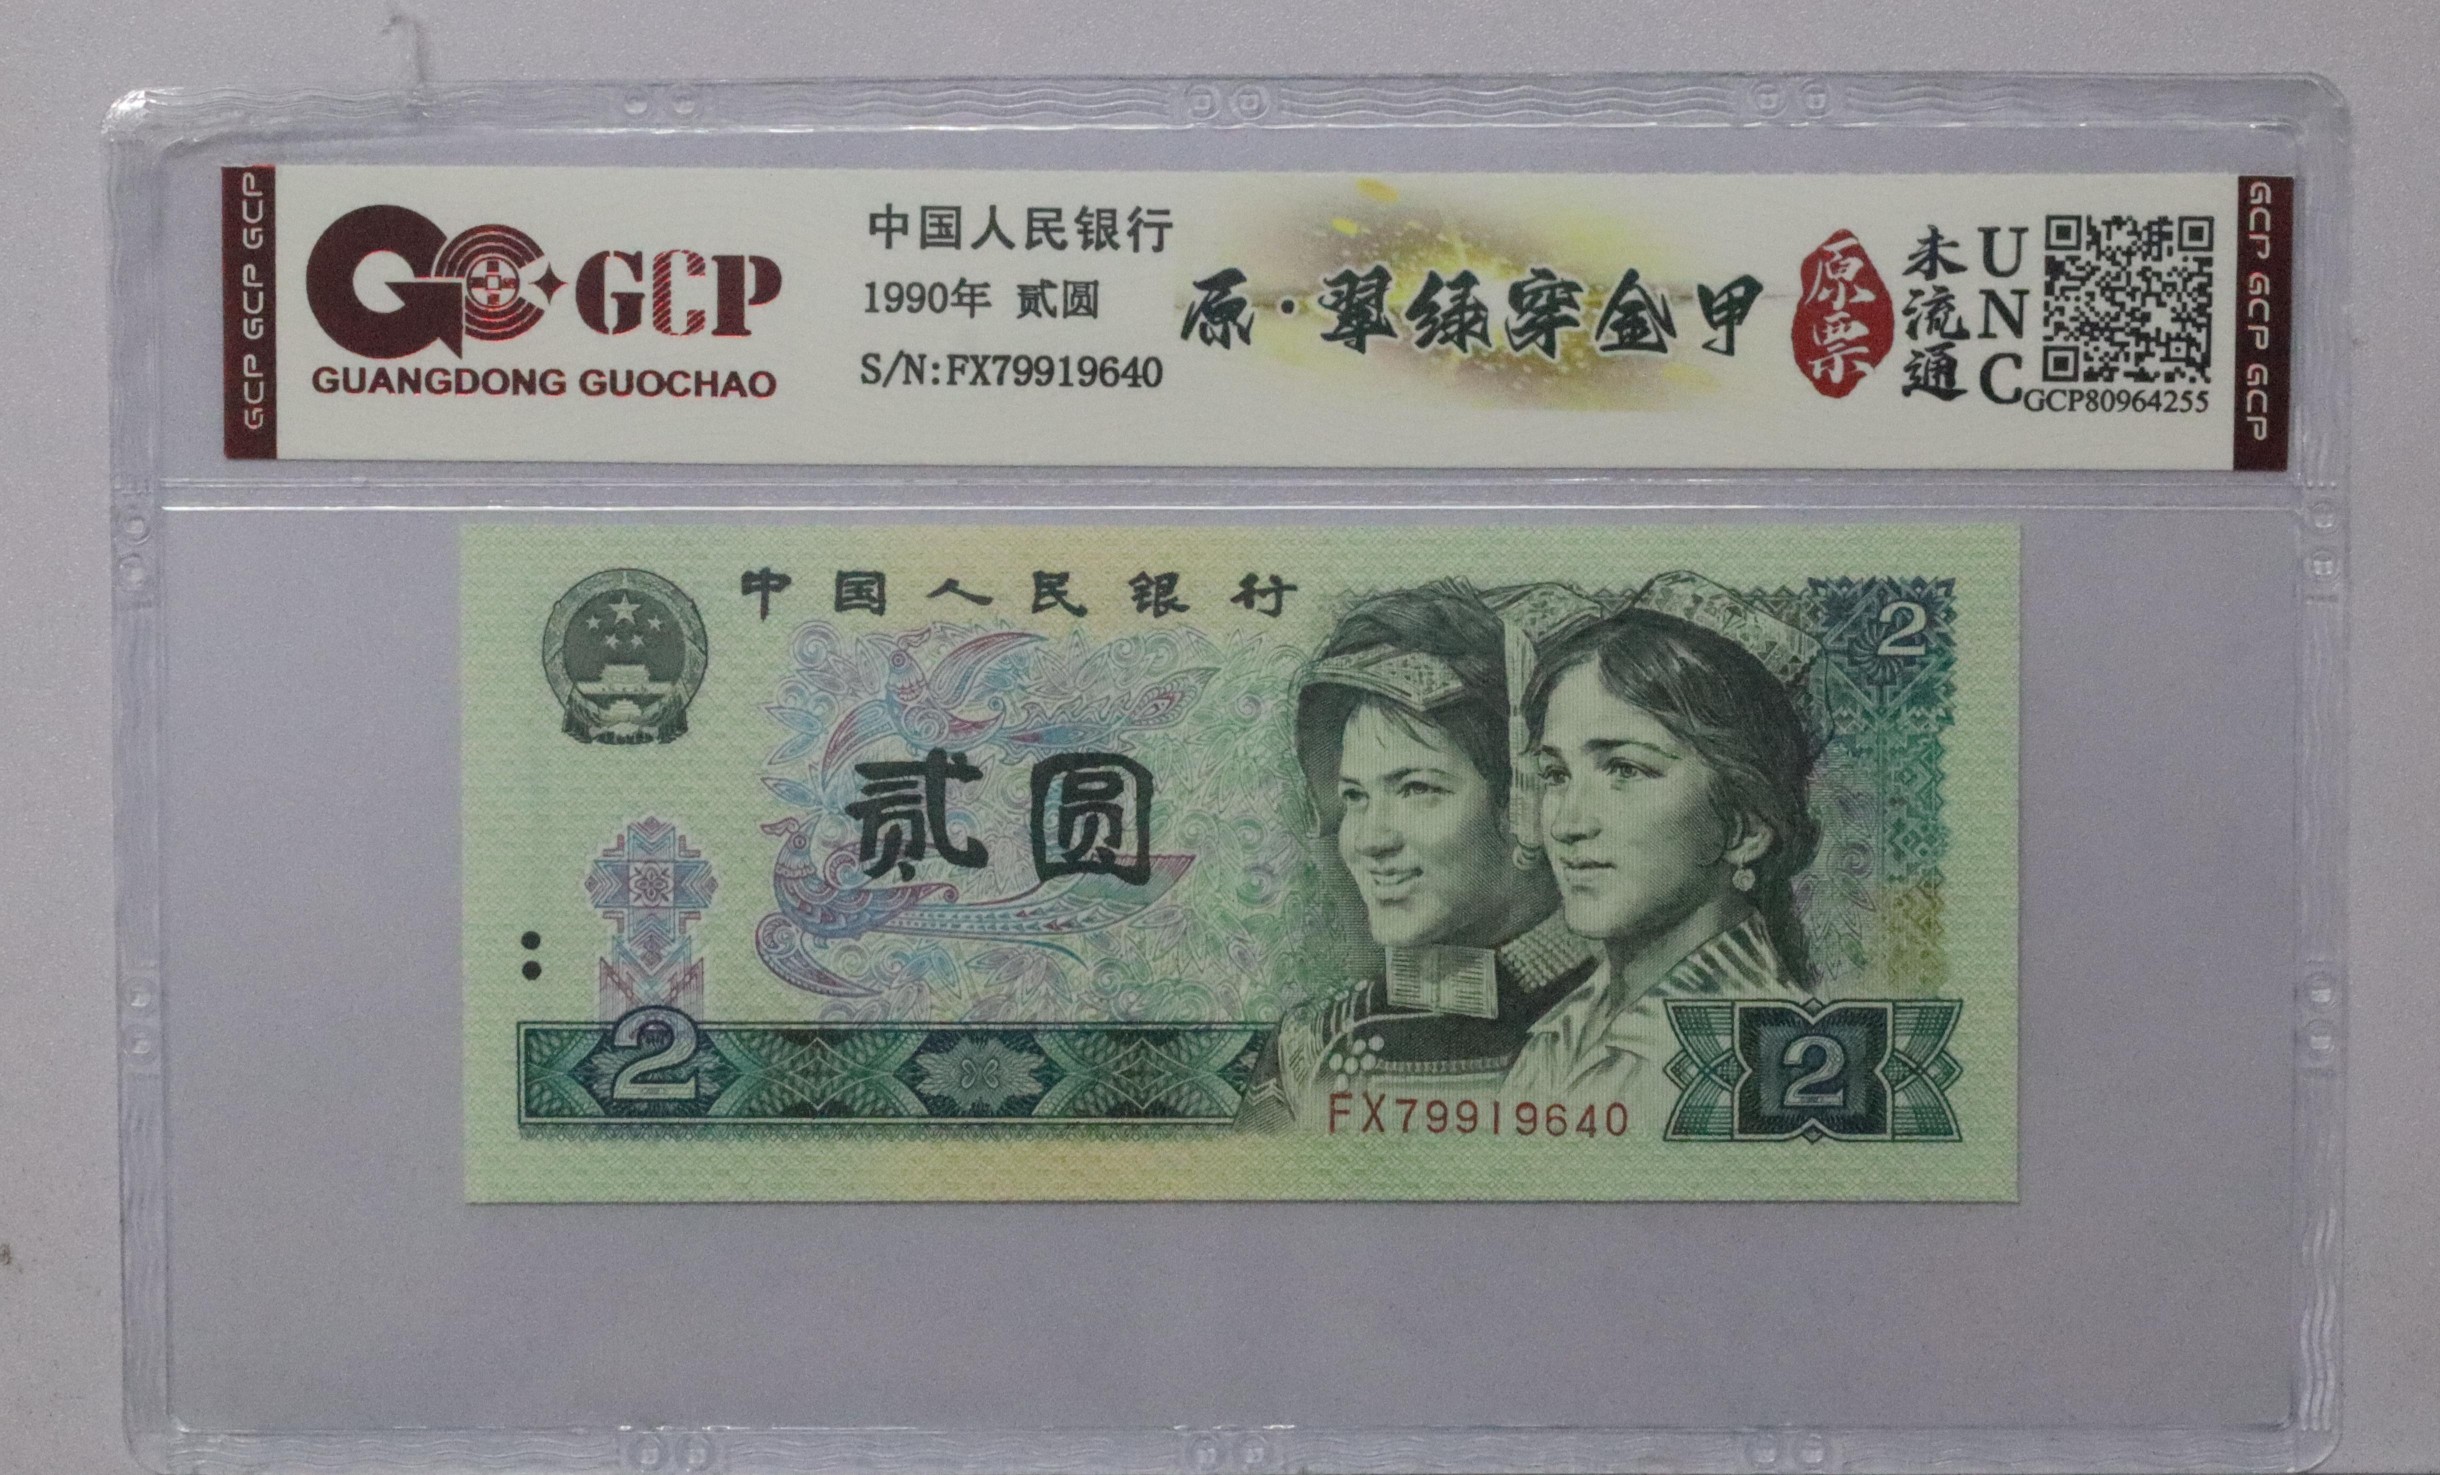 GCP GCP GCP
GCP
GUANGDONG GUOCHAO
中国人民银行
1990年 贰圆
S/N:FX79919640
原·翠绿穿金甲
原票
未流通
UNC
GCP80964255
GCP GCP GCP
中国人民银行
2
贰圆
2
FX79919640
2